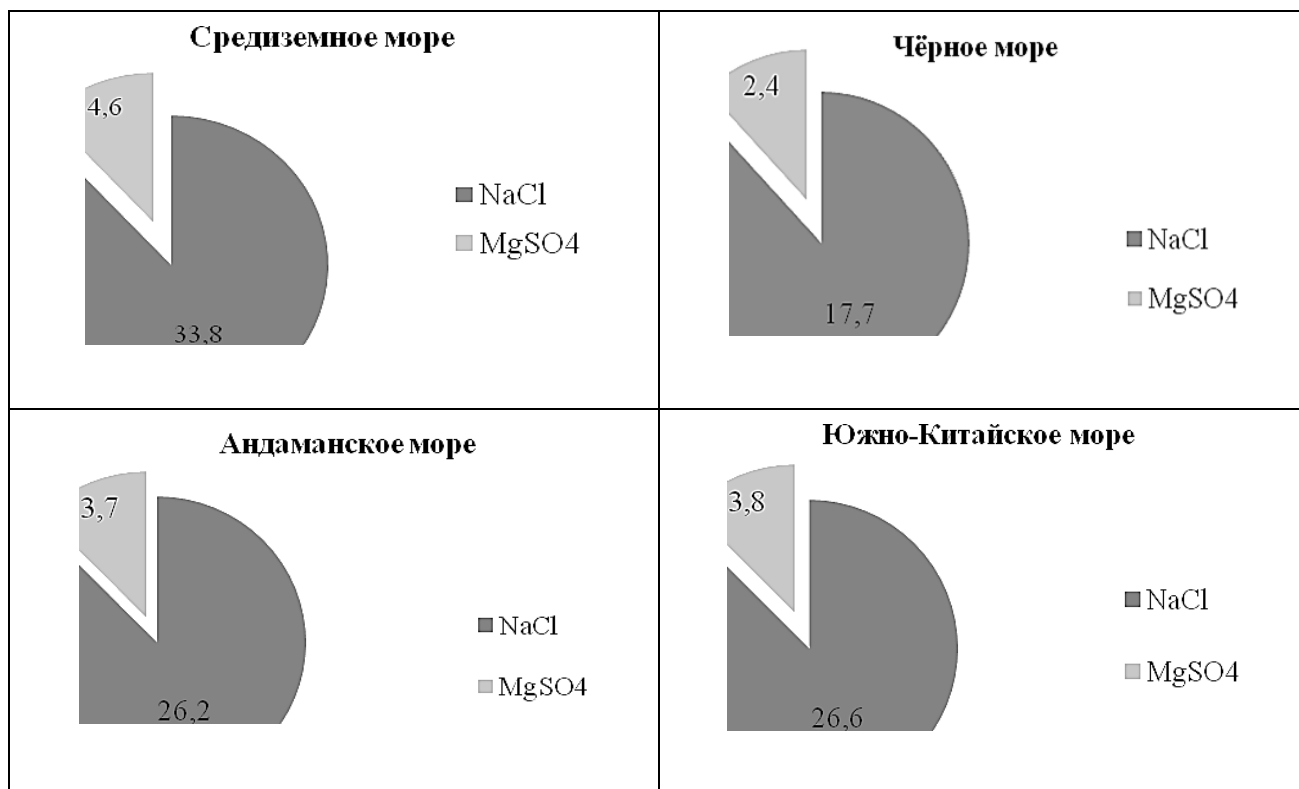 Средиземное море
4,6
NaCl
MgSO4
33,8
Чёрное море
2,4
NaCl
MgSO4
17,7
Андаманское море
3,7
NaCl
MgSO4
26,2
Южно-Китайское море
3,8
NaCl
MgSO4
26,6